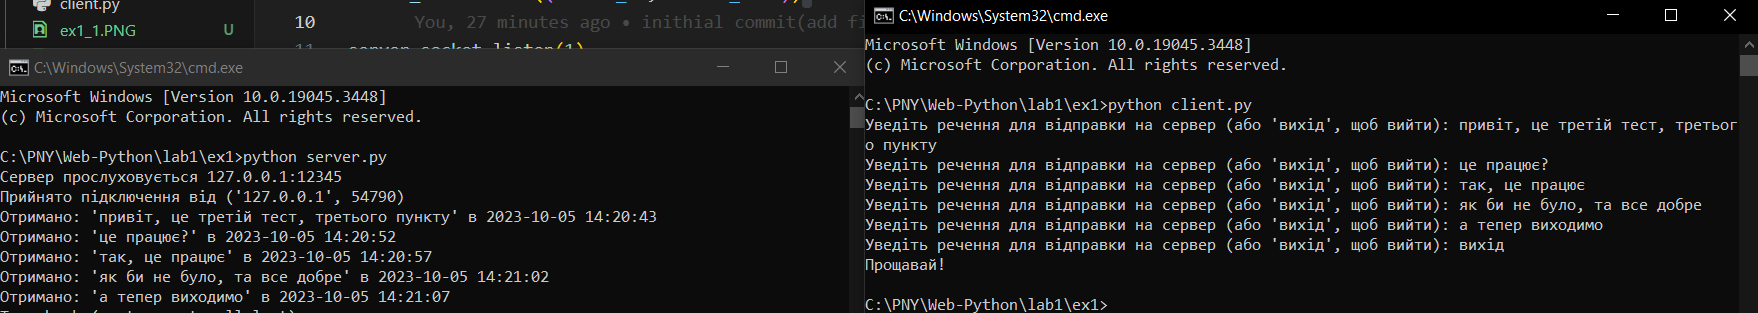 client.py
ex1_1.PNG U
10
You, 27 minutes ago • inithial commit(add fi
11
server_socket.listen(1)
C:\Windows\System32\cmd.exe
Microsoft Windows [Version 10.0.19045.3448]
(c) Microsoft Corporation. All rights reserved.
C:\PNY\Web-Python\lab1\ex1>python server.py
Сервер прослуховується 127.0.0.1:12345
Прийнято підключення від ('127.0.0.1', 54790)
Отримано: 'привіт, це третій тест, третього пункту' в 2023-10-05 14:20:43
Отримано: 'це працює?' в 2023-10-05 14:20:52
Отримано: 'так, це працює' в 2023-10-05 14:20:57
Отримано: 'як би не було, та все добре' в 2023-10-05 14:21:02
Отримано: 'а тепер виходимо' в 2023-10-05 14:21:07
C:\Windows\System32\cmd.exe
Microsoft Windows [Version 10.0.19045.3448]
(c) Microsoft Corporation. All rights reserved.
C:\PNY\Web-Python\lab1\ex1>python client.py
Уведіть речення для відправки на сервер (або 'вихід', щоб вийти): привіт, це третій тест, третьог
о пункту
Уведіть речення для відправки на сервер (або 'вихід', щоб вийти): це працює?
Уведіть речення для відправки на сервер (або 'вихід', щоб вийти): так, це працює
Уведіть речення для відправки на сервер (або 'вихід', щоб вийти): як би не було, та все добре
Уведіть речення для відправки на сервер (або 'вихід', щоб вийти): а тепер виходимо
Уведіть речення для відправки на сервер (або 'вихід', щоб вийти): вихід
Прощавай!
C:\PNY\Web-Python\lab1\ex1>